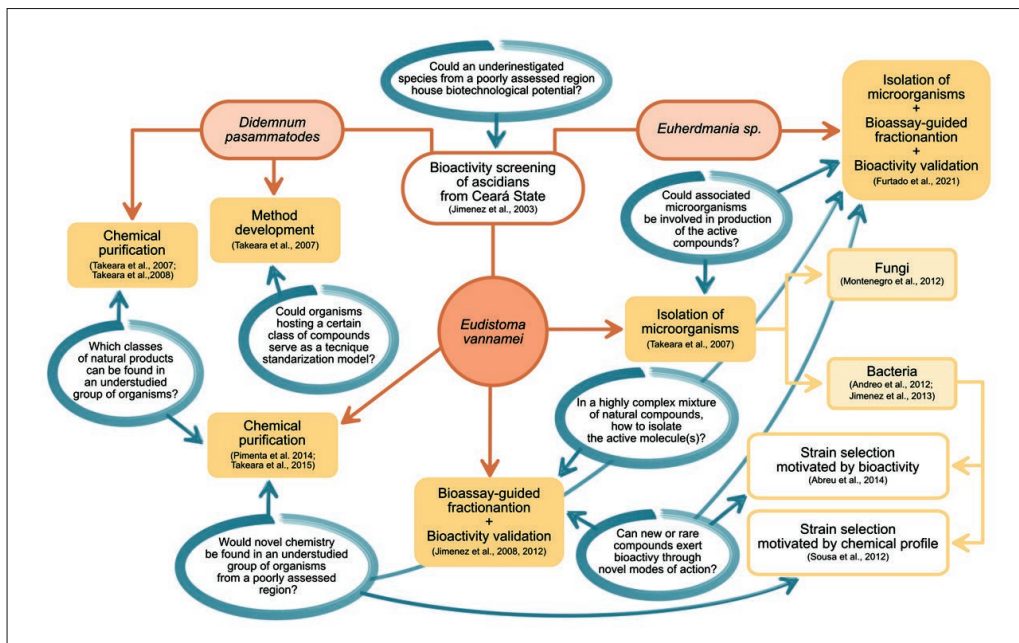 Could an underinestigated
species from a poorly assessed region
house biotechnological potential?
Didemnum
pasammatodes
Euherdmania sp.
Isolation of
microorganisms
+
Bioassay-guided
fractionantion
+
Bioactivity validation
(Furtado et al., 2021)
Bioactivity screening
of ascidians
from Ceará State
(Jimenez et al., 2003)
Chemical
purification
(Takeara et al., 2007;
Takeara et al.,2008)
Method
development
(Takeara et al., 2007)
Could associated
microorganisms
be involved in production
of the active
compounds?
Fungi
(Montenegro et al., 2012)
Which classes
of natural products
can be found in
an understudied
group of organisms?
Could organisms
hosting a certain
class of compounds
serve as a tecnique
standarization model?
Eudistoma
vannamei
Isolation of
microorganisms
(Takeara et al., 2007)
Bacteria
(Andreo et al., 2012;
Jimenez et al., 2013)
Chemical
purification
(Pimenta et al. 2014;
Takeara et al., 2015)
In a highly complex mixture
of natural compounds,
how to isolate
the active molecule(s)?
Strain selection
motivated by bioactivity
(Abreu et al., 2014)
Bioassay-guided
fractionantion
+
Bioactivity validation
(Jimenez et al., 2008, 2012)
Would novel chemistry
be found in an understudied
group of organisms
from a poorly assessed
region?
Can new or rare
compounds exert
bioactivy through
novel modes of action?
Strain selection
motivated by chemical profile
(Sousa et al., 2012)